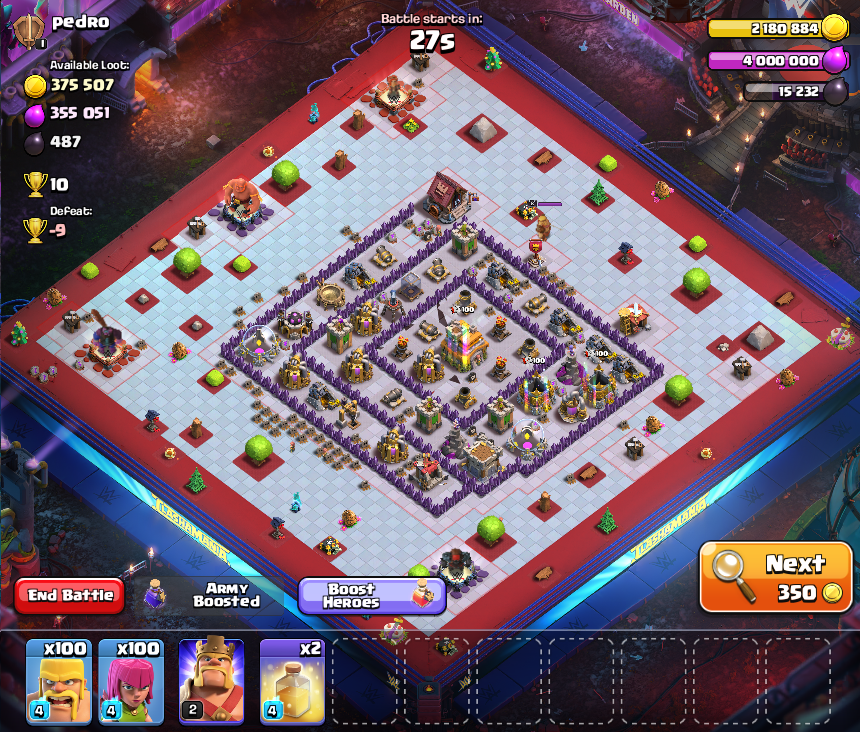 pedro
1
Available Loot:
375 507
355 051
487
10
Defeat:
-9
Battle starts in:
27s
2 180 884
4 000 000
15 232
100
100
100
CLASHAMANIA
CLASHAMANIA
End Battle
Army
Boosted
Boost
Heroes
Next
350
x100
4
x100
4
2
x2
4